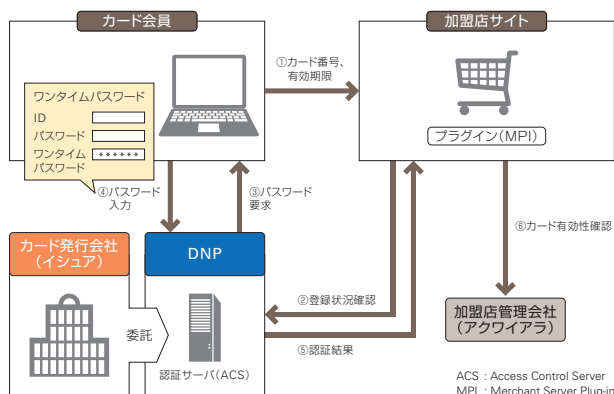 カード会員
加盟店サイト
①カード番号、
有効期限
ワンタイムパスワード
ID
パスワード
ワンタイム
パスワード
******
プラグイン(MPI)
④パスワード
入力
③パスワード
要求
⑥カード有効性確認
カード発行会社
(イシュア)
DNP
②登録状況確認
加盟店管理会社
(アクワイアラ)
委託
⑤認証結果
認証サーバ(ACS)
ACS : Access Control Server
MPI : Merchant Server Plug-in